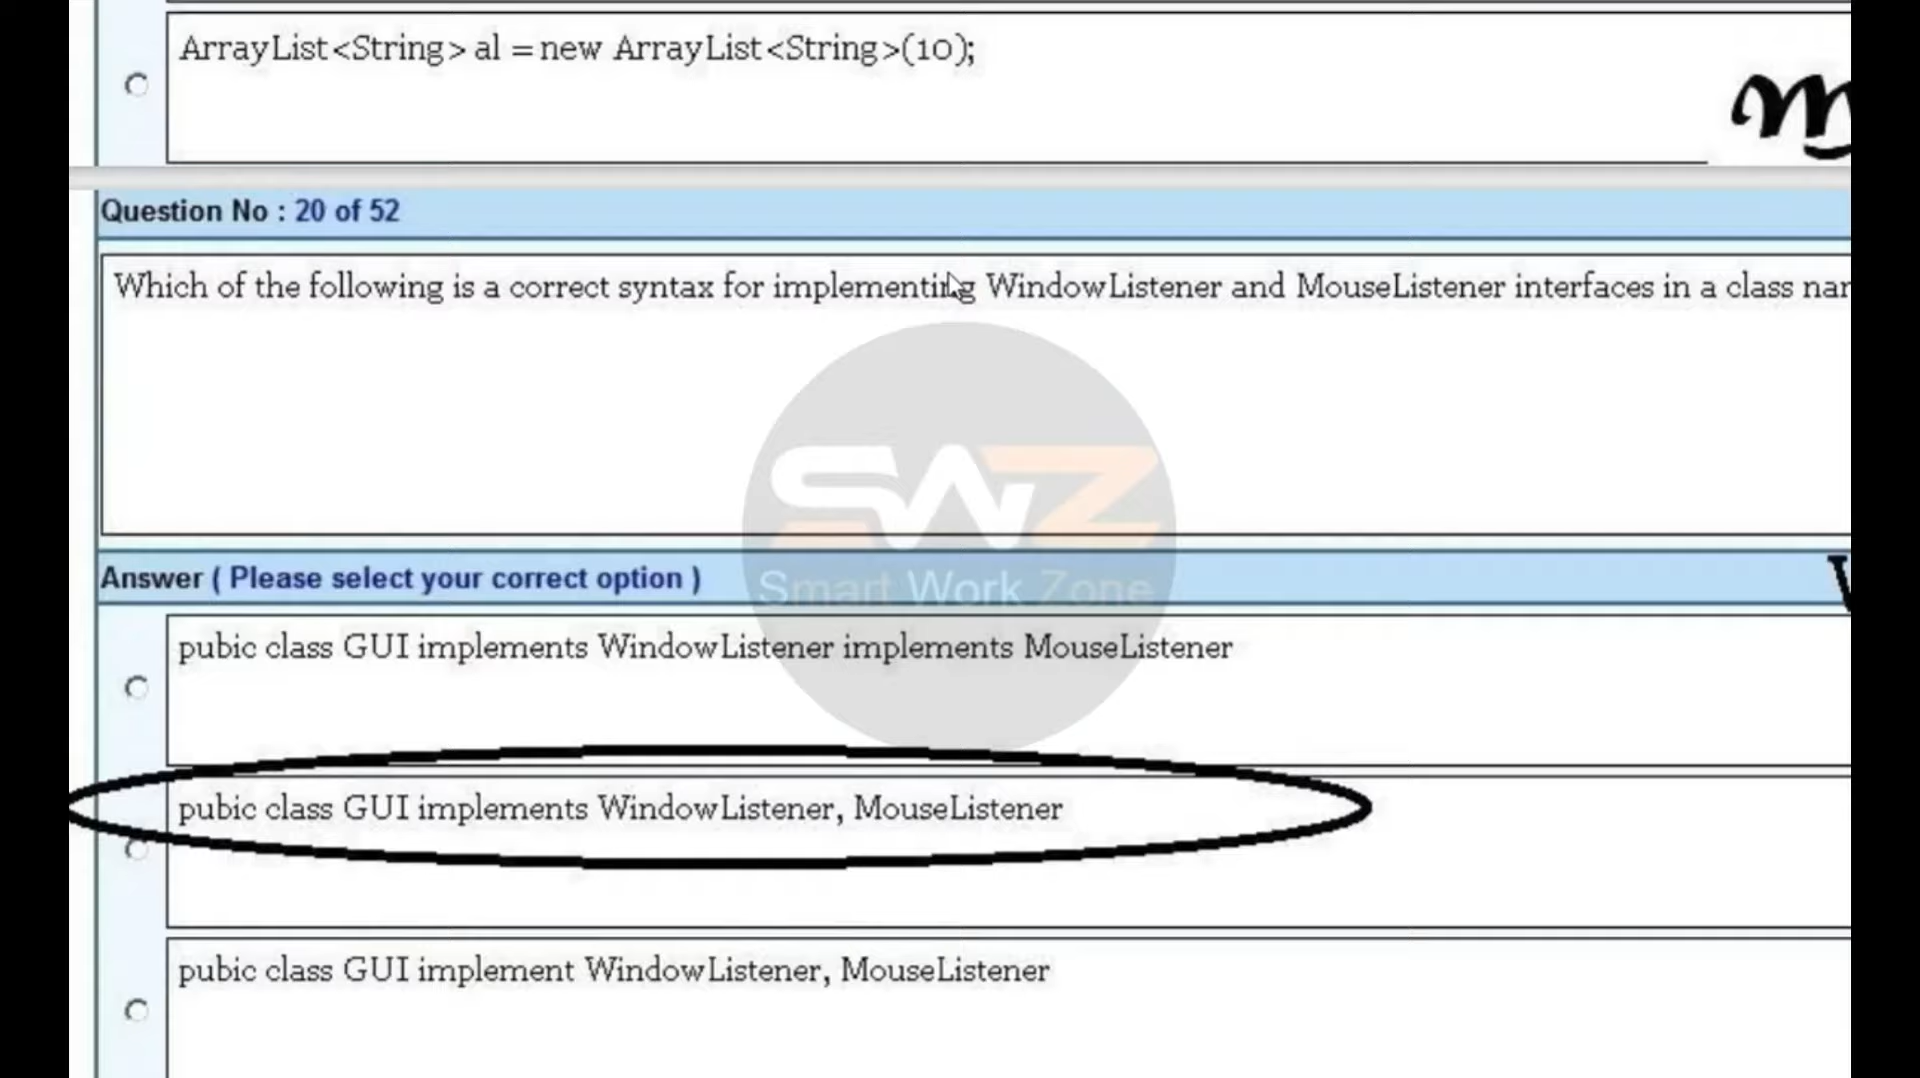 ArrayList<String> al = new ArrayList<String>(10);
Question No : 20 of 52
Which of the following is a correct syntax for implementing WindowListener and MouseListener interfaces in a class
SWZ
Smart Work Zone
Answer ( Please select your correct option )
pubic class GUI implements WindowListener implements MouseListener
pubic class GUI implements WindowListener, MouseListener
pubic class GUI implement WindowListener, MouseListener